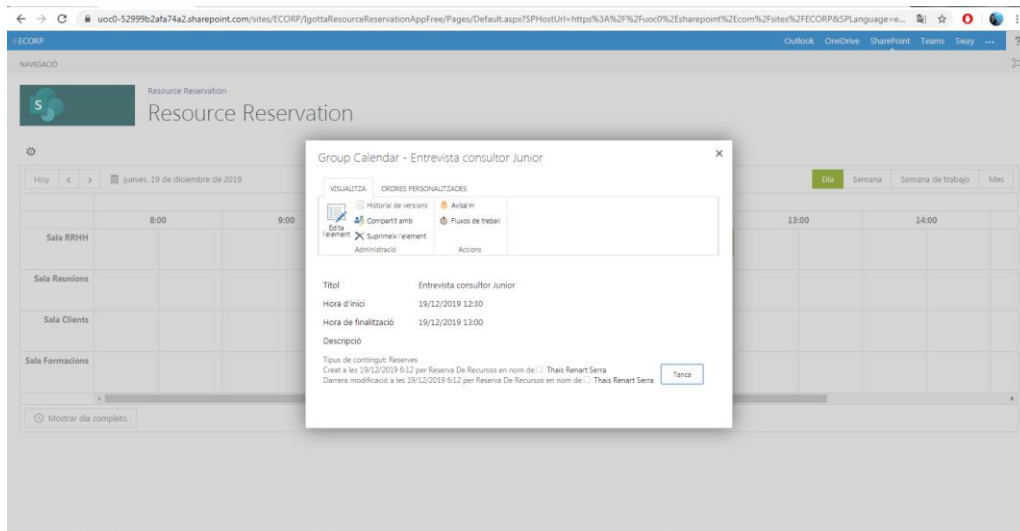 uoc0-52999b2afa74a2.sharepoint.com/sites/ECORP/IgottaResourceReservationAppFree/Pages/Default.aspx?SPHostUrl=https%3A%2F%2Fuoc0%2Esharepoint%2Ecom%2Fsites%2FECORP&SPLanguage=e...
ECORP
Outlook OneDrive SharePoint Teams Sway ... ?
NAVEGACIÓ
Resource Reservation
S
Resource Reservation
Group Calendar - Entrevista consultor Junior
Hoy < > jueves, 19 de diciembre de 2019
Día Semana Semana de trabajo Mes
VISUALITZA ORDRES PERSONALITZADES
Historial de versions
Avisa'm
Edita l'element
Compartit amb
Fluxos de treball
Suprimeix l'element
Administració
Accions
8:00 9:00 13:00 14:00
Sala RRHH
Sala Reunions
Sala Clients
Sala Formacions
Títol Entrevista consultor Junior
Hora d'inici 19/12/2019 12:30
Hora de finalització 19/12/2019 13:00
Descripció
Tipus de contingut: Reserves
Creat a les 19/12/2019 6:12 per Reserva De Recursos en nom de Thais Renart Serra
Darrera modificació a les 19/12/2019 6:12 per Reserva De Recursos en nom de Thais Renart Serra
Tanca
Mostrar día completo